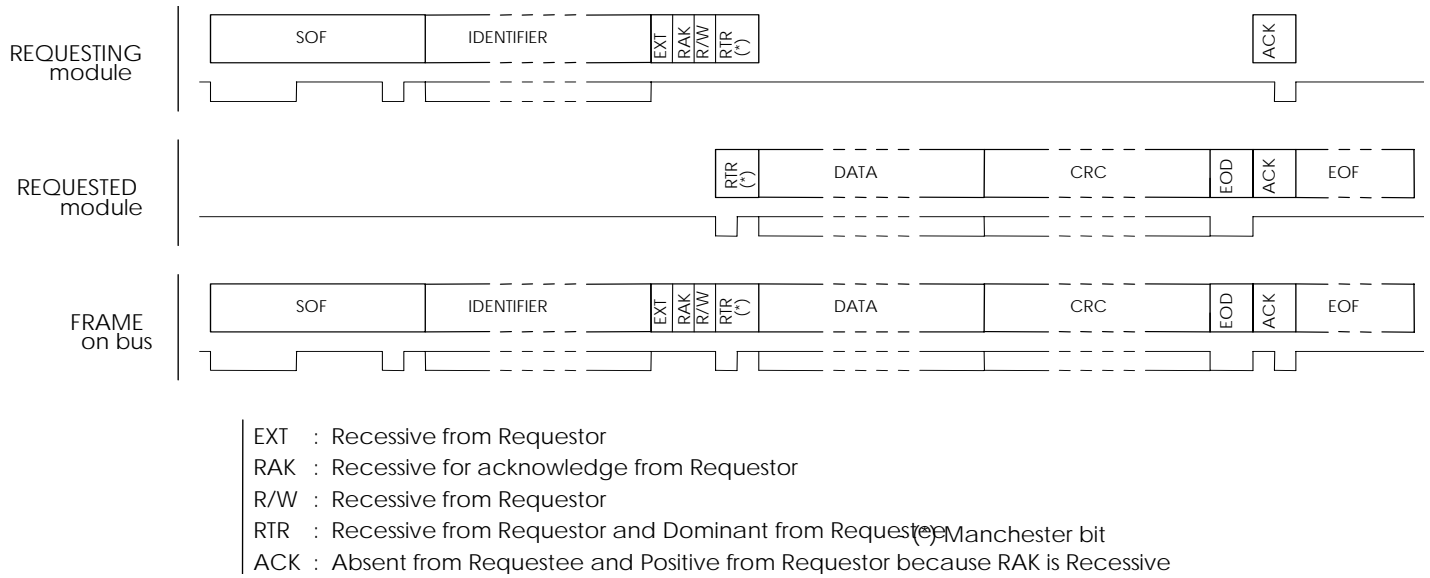 REQUESTING
module
SOF
IDENTIFIER
EXT
RAK
R/W
RTR
(*)
ACK
REQUESTED
module
RTR
(*)
DATA
CRC
EOD
ACK
EOF
FRAME
on bus
SOF
IDENTIFIER
EXT
RAK
R/W
RTR
(*)
DATA
CRC
EOD
ACK
EOF
EXT : Recessive from Requestor
RAK : Recessive for acknowledge from Requestor
R/W : Recessive from Requestor
RTR : Recessive from Requestor and Dominant from Requestee (*) Manchester bit
ACK : Absent from Requestee and Positive from Requestor because RAK is Recessive